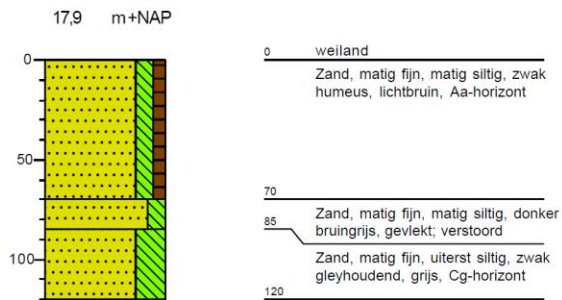 17,9 m+NAP
0
50
100
0 weiland
Zand, matig fijn, matig siltig, zwak
humeus, lichtbruin, Aa-horizont
70
Zand, matig fijn, matig siltig, donker
bruingrijs, gevlekt; verstoord
85
Zand, matig fijn, uiterst siltig, zwak
gleyhoudend, grijs, Cg-horizont
120